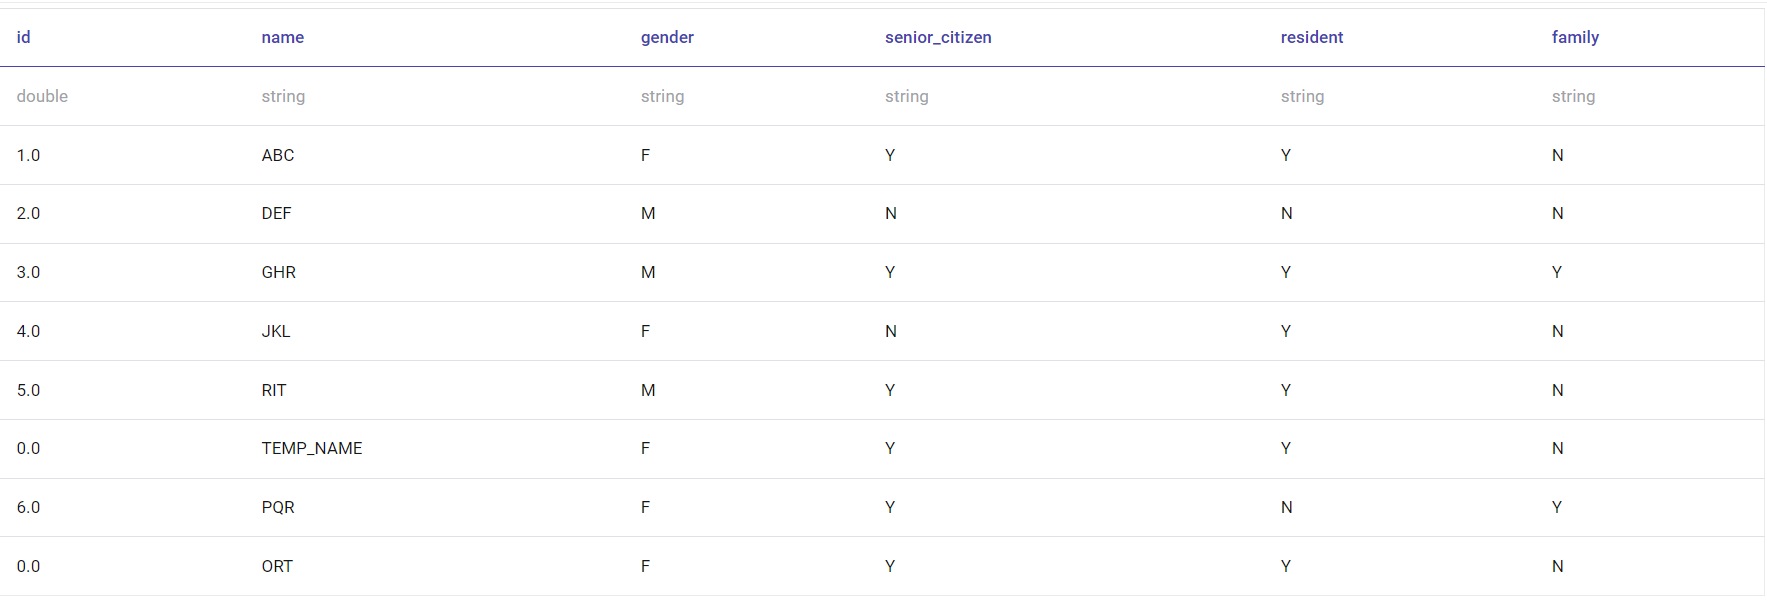 id name gender senior_citizen resident family
double string string string string string
1.0 ABC F Y Y N
2.0 DEF M N N N
3.0 GHR M Y Y Y
4.0 JKL F N Y N
5.0 RIT M Y Y N
0.0 TEMP_NAME F Y Y N
6.0 PQR F Y N Y
0.0 ORT F Y Y N